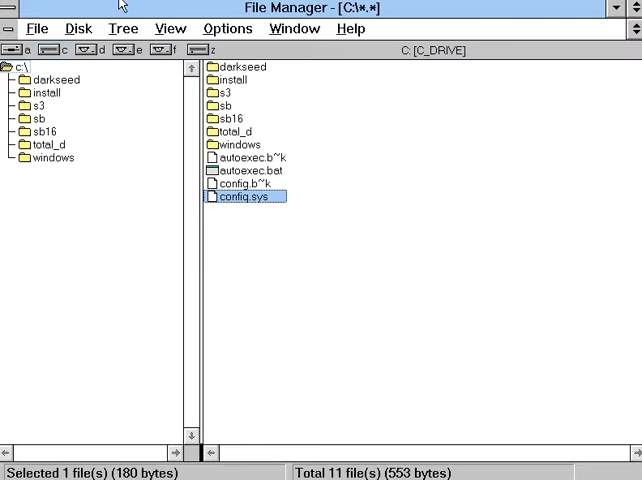 File Manager - [C:\*.*]
File Disk Tree View Options Window Help
a c d e f z C: [C_DRIVE]
c:\
darkseed
install
s3
sb
sb16
total_d
windows
darkseed
install
s3
sb
sb16
total_d
windows
autoexec.b~k
autoexec.bat
config.b~k
config.sys
Selected 1 file(s) (180 bytes)
Total 11 file(s) (553 bytes)